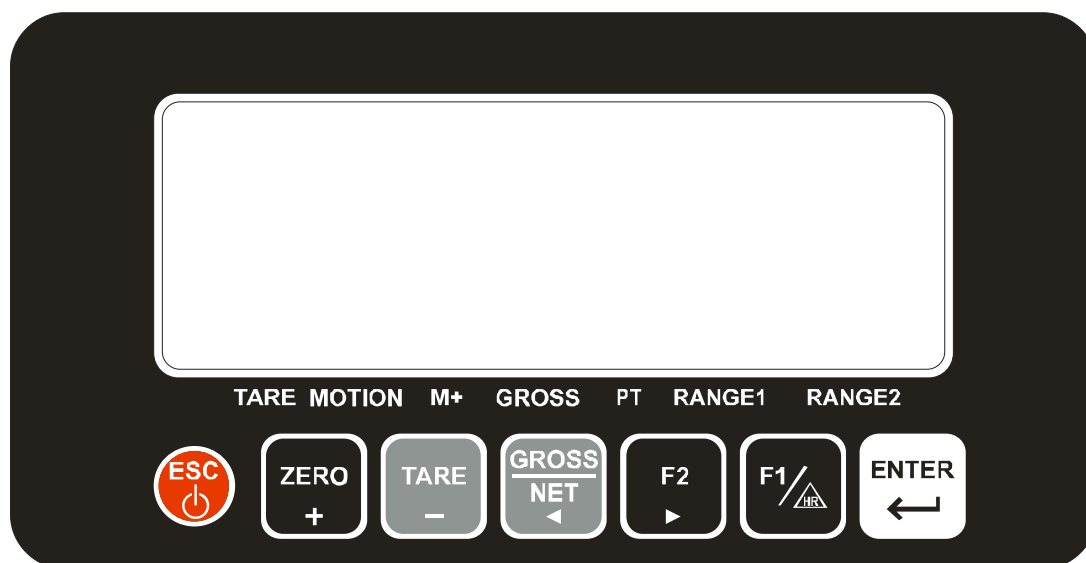 TARE MOTION M+ GROSS PT RANGE1 RANGE2
ESC
ZERO
+
TARE
–
GROSS
NET
◄
F2
►
F1/HR
ENTER